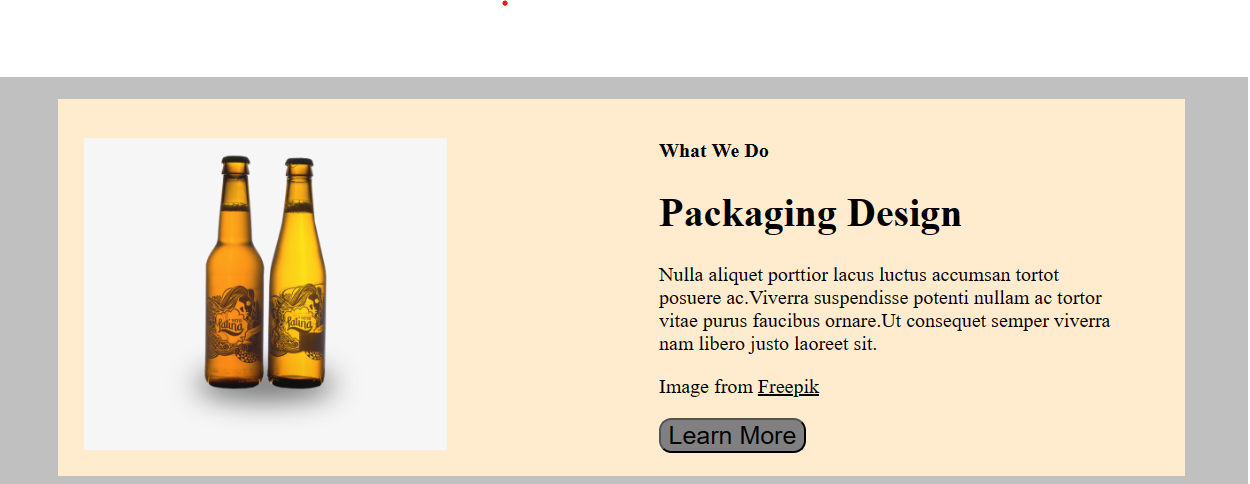 What We Do
Packaging Design
Nulla aliquet porttior lacus luctus accumsan tortot
posuere ac.Viverra suspendisse potenti nullam ac tortor
vitae purus faucibus ornare.Ut consequet semper viverra
nam libero justo laoreet sit.
Image from Freepik
Learn More
Latina
Latina